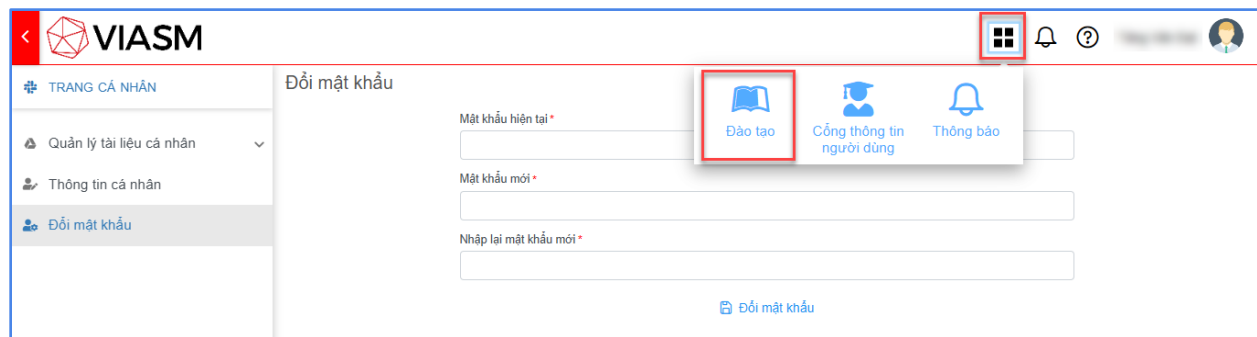 VIASM
TRANG CÁ NHÂN
Quản lý tài liệu cá nhân
Thông tin cá nhân
Đổi mật khẩu
Đổi mật khẩu
Mật khẩu hiện tại *
Mật khẩu mới *
Nhập lại mật khẩu mới *
Đổi mật khẩu
Đào tạo
Cổng thông tin
người dùng
Thông báo